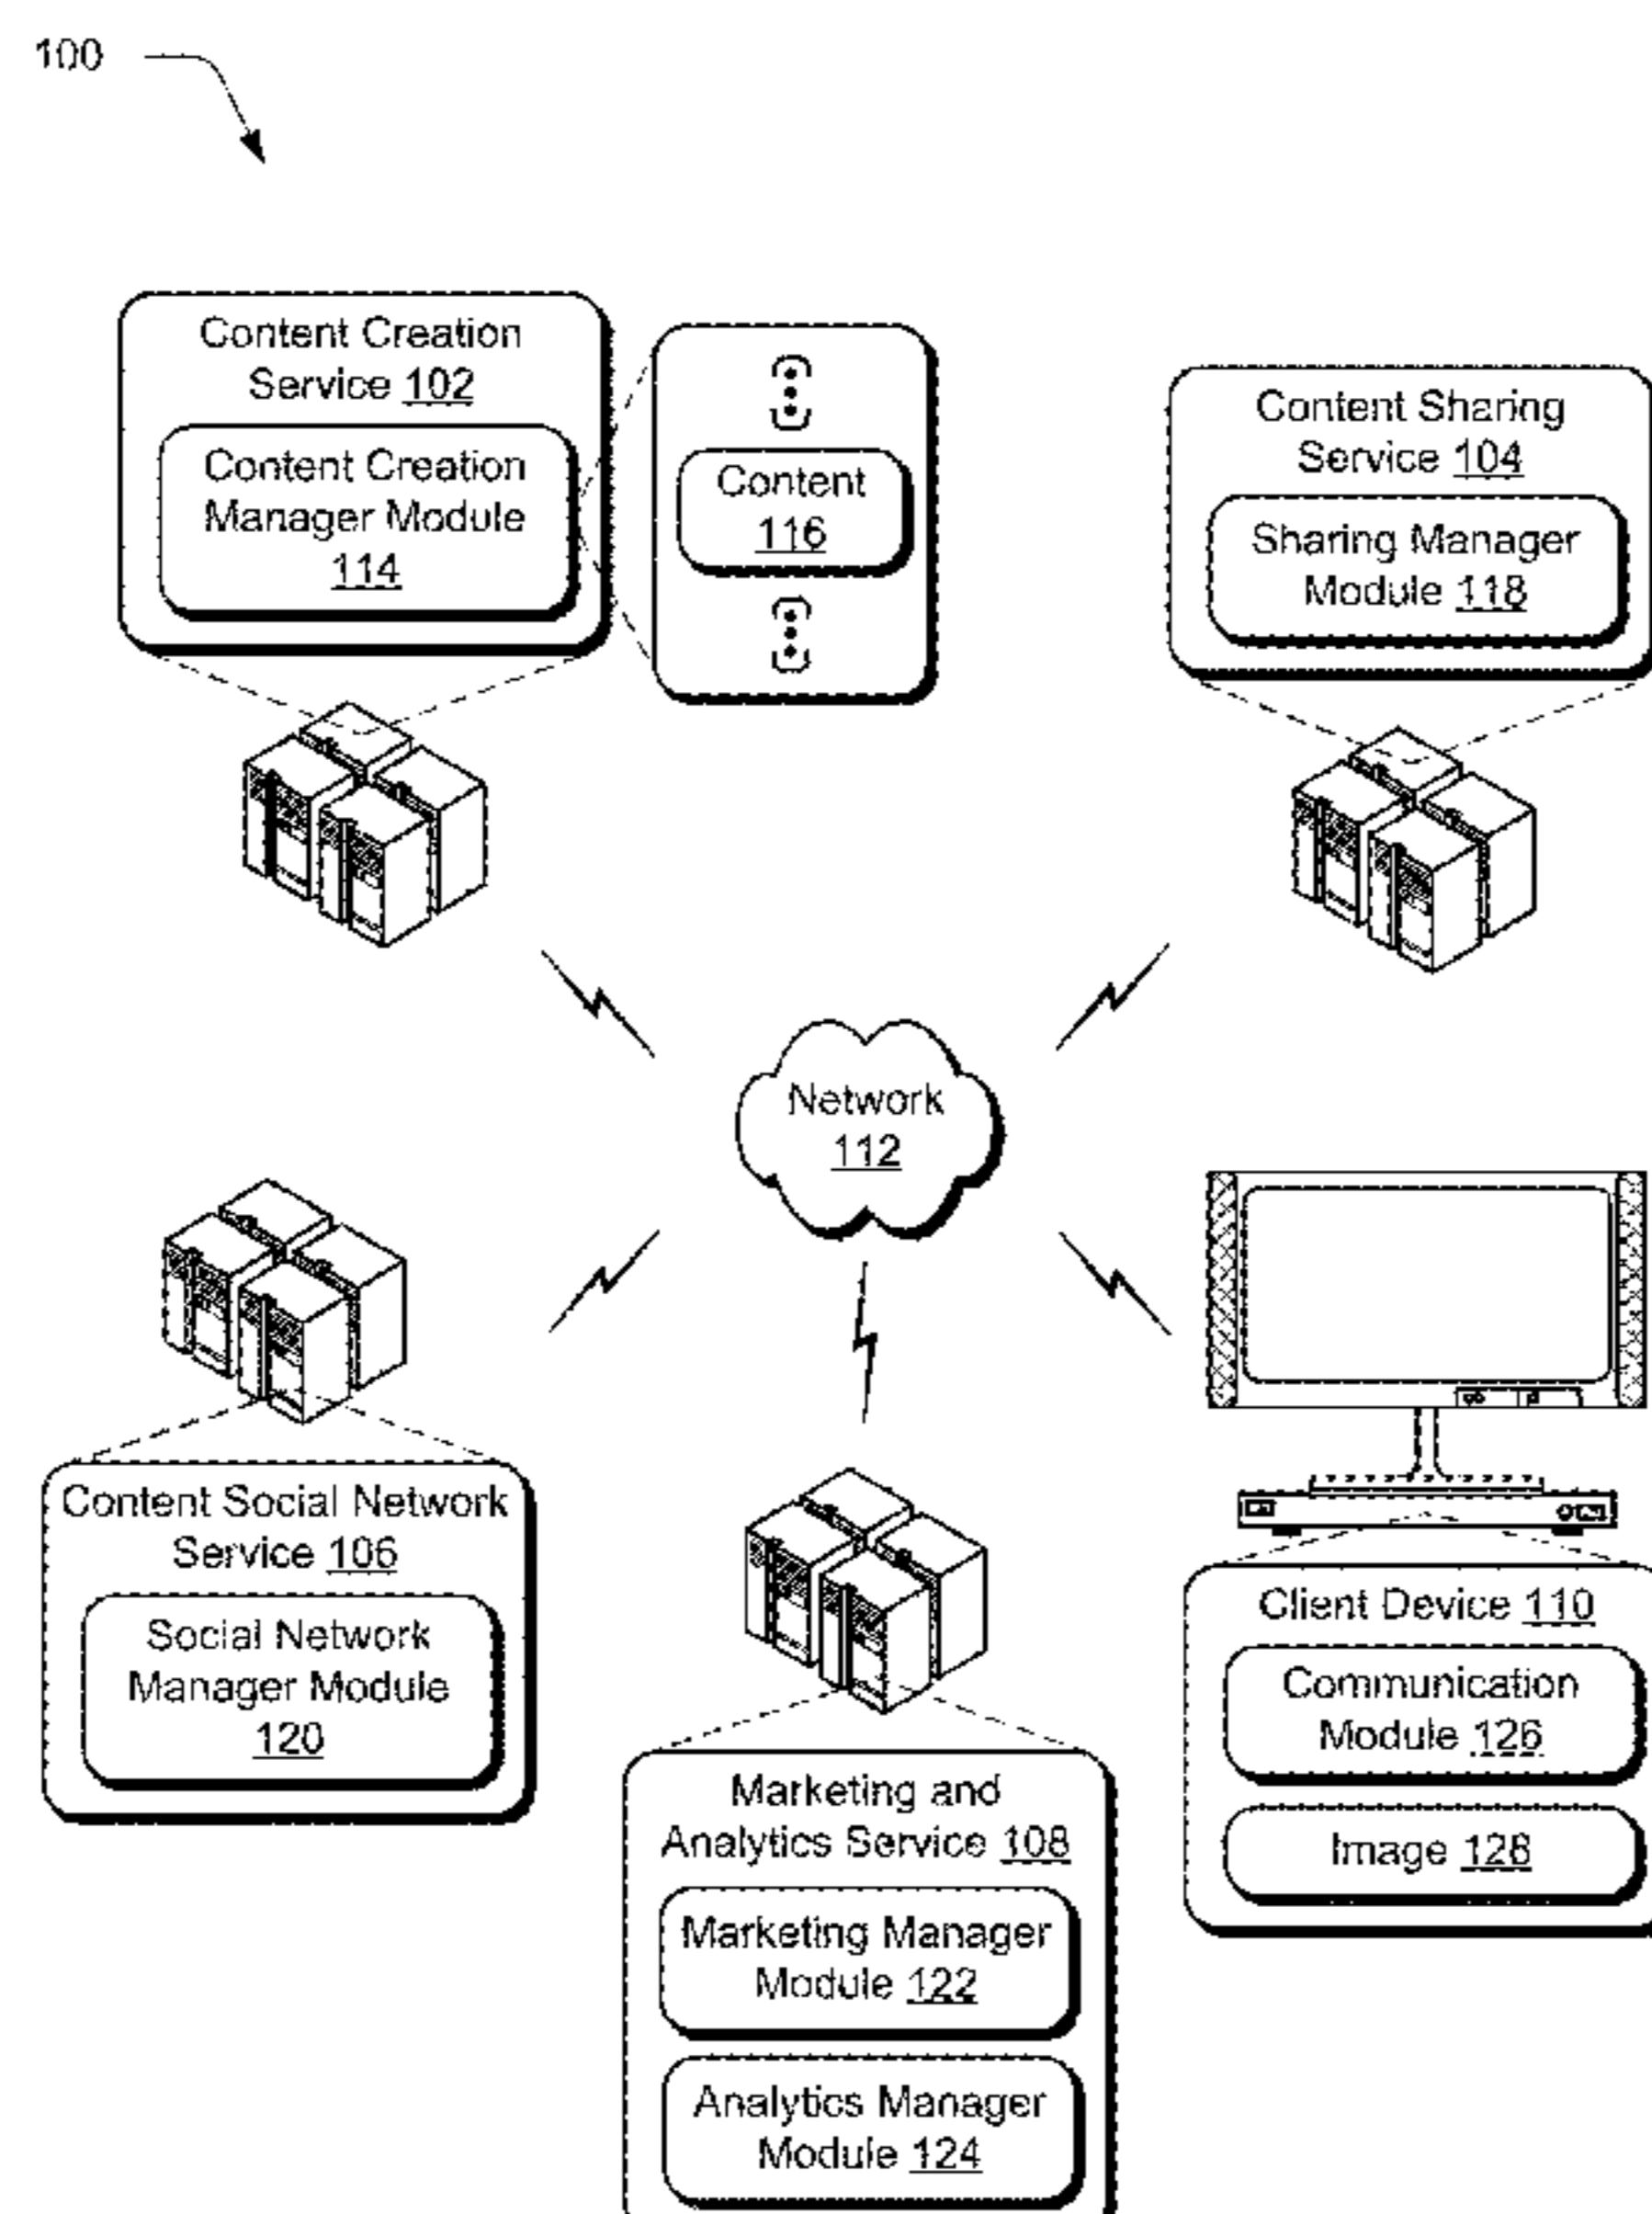 100
Content Creation
Service 102
Content Creation
Manager Module
114
Content
116
Content Sharing
Service 104
Sharing Manager
Module 118
Network
112
Content Social Network
Service 106
Social Network
Manager Module
120
Marketing and
Analytics Service 108
Marketing Manager
Module 122
Analytics Manager
Module 124
Client Device 110
Communication
Module 126
Image 128